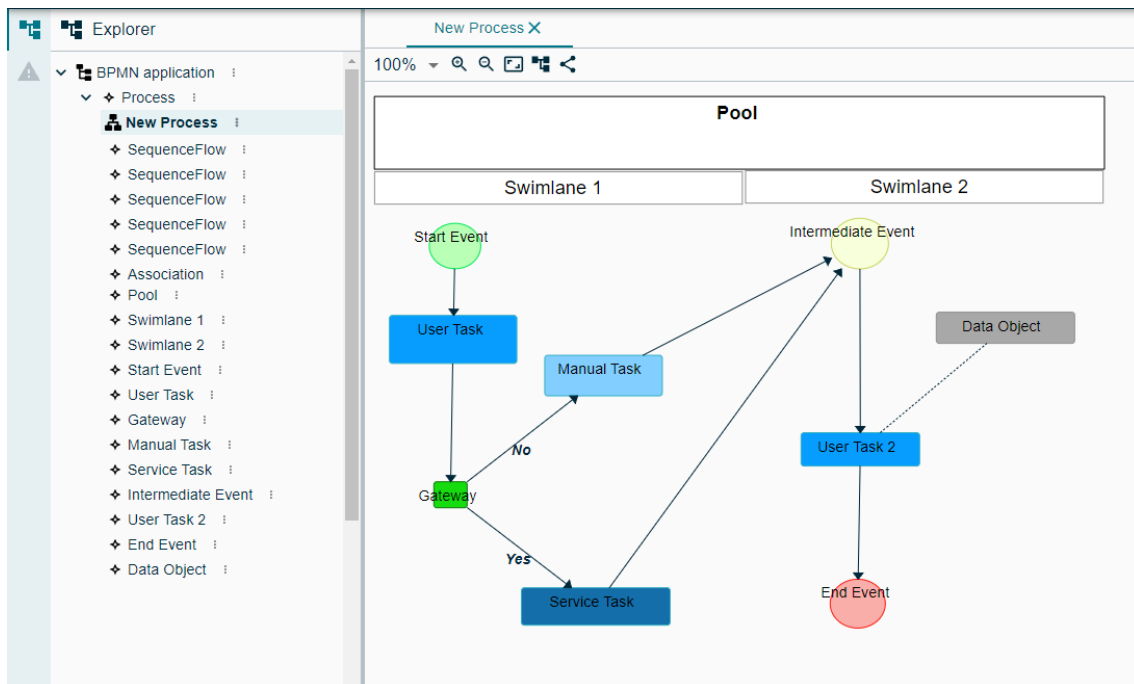 Explorer
BPMN application
Process
New Process
SequenceFlow
SequenceFlow
SequenceFlow
SequenceFlow
SequenceFlow
Association
Pool
Swimlane 1
Swimlane 2
Start Event
User Task
Gateway
Manual Task
Service Task
Intermediate Event
User Task 2
End Event
Data Object
New Process
100%
Pool
Swimlane 1
Swimlane 2
Start Event
Intermediate Event
User Task
Data Object
Manual Task
No
User Task 2
Gateway
Yes
End Event
Service Task